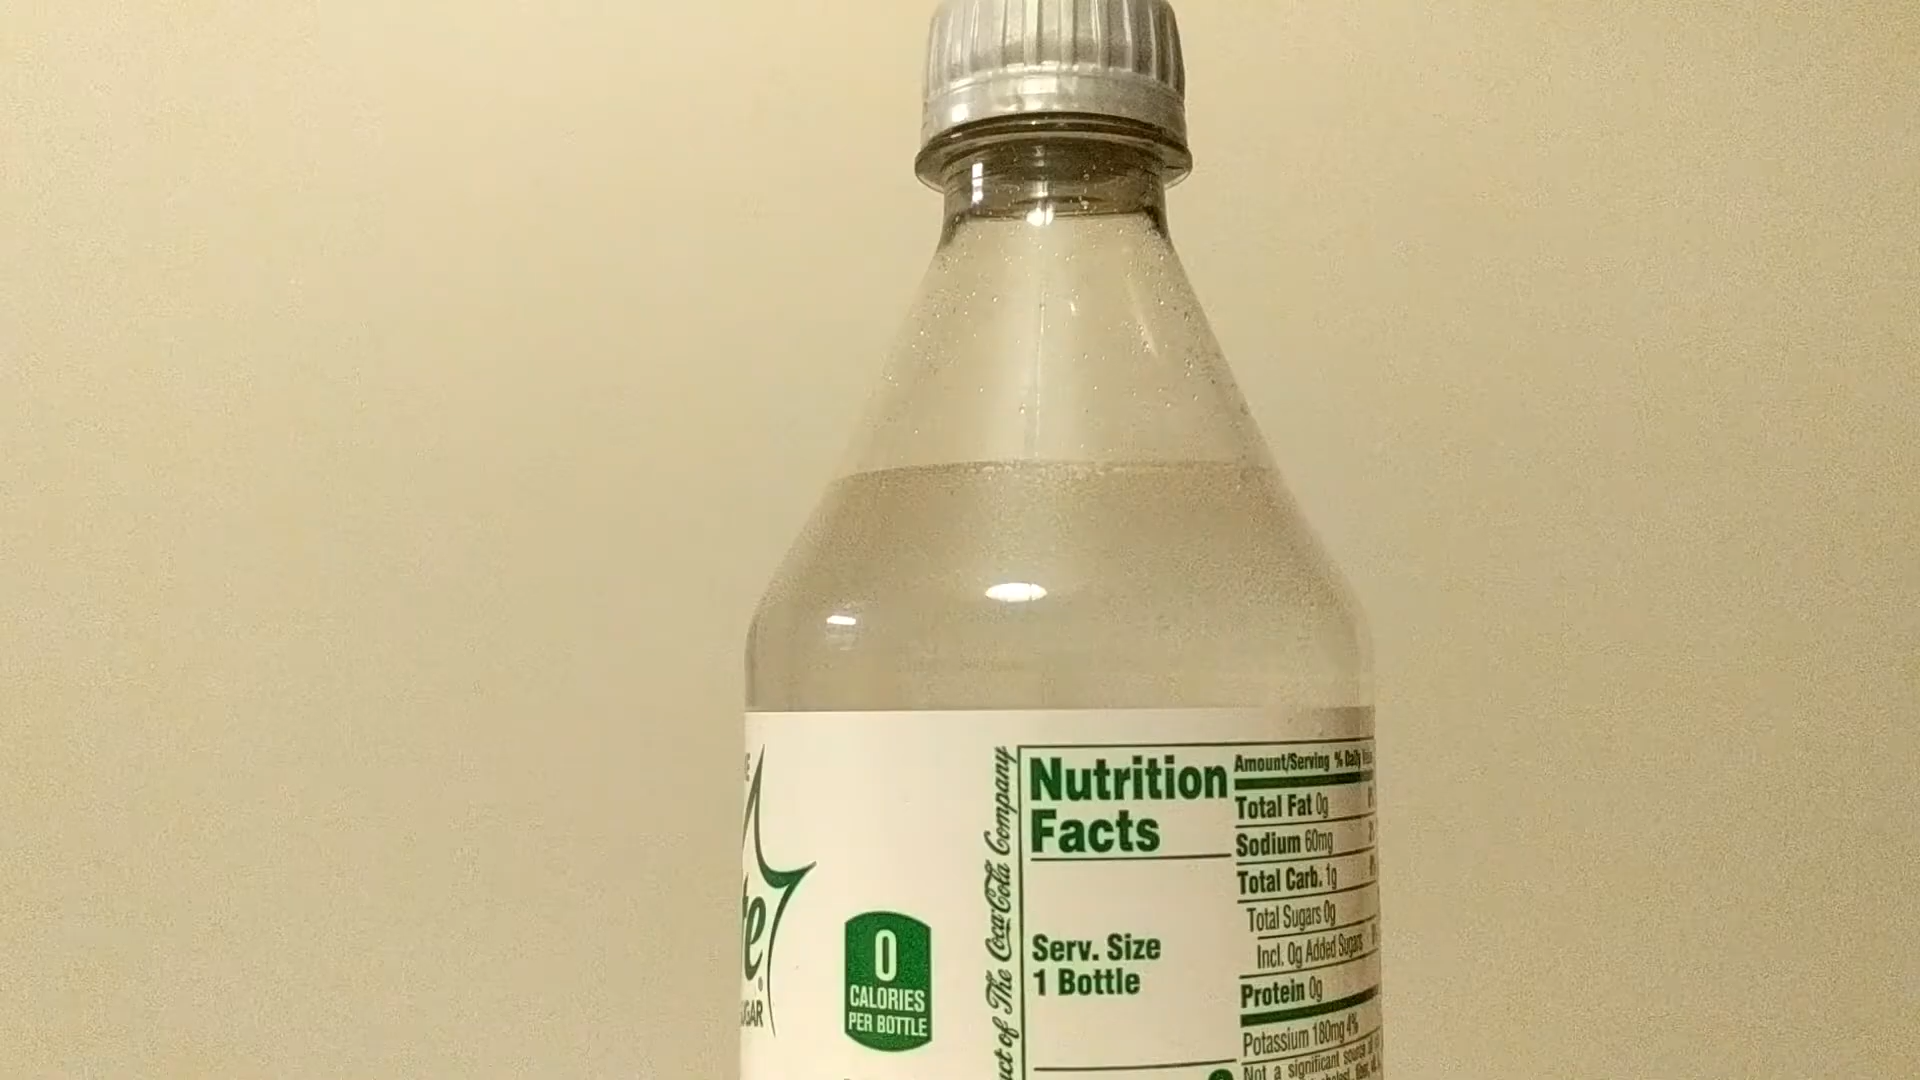 0
CALORIES
PER BOTTLE
of The Coca-Cola Company
Nutrition
Facts
Serv. Size
1 Bottle
Amount/Serving % Daily
Total Fat 0g
Sodium 60mg
Total Carb. 1g
Total Sugars 0g
Incl. 0g Added Sugars
Protein 0g
Potassium 180mg 4%
Not a significant source